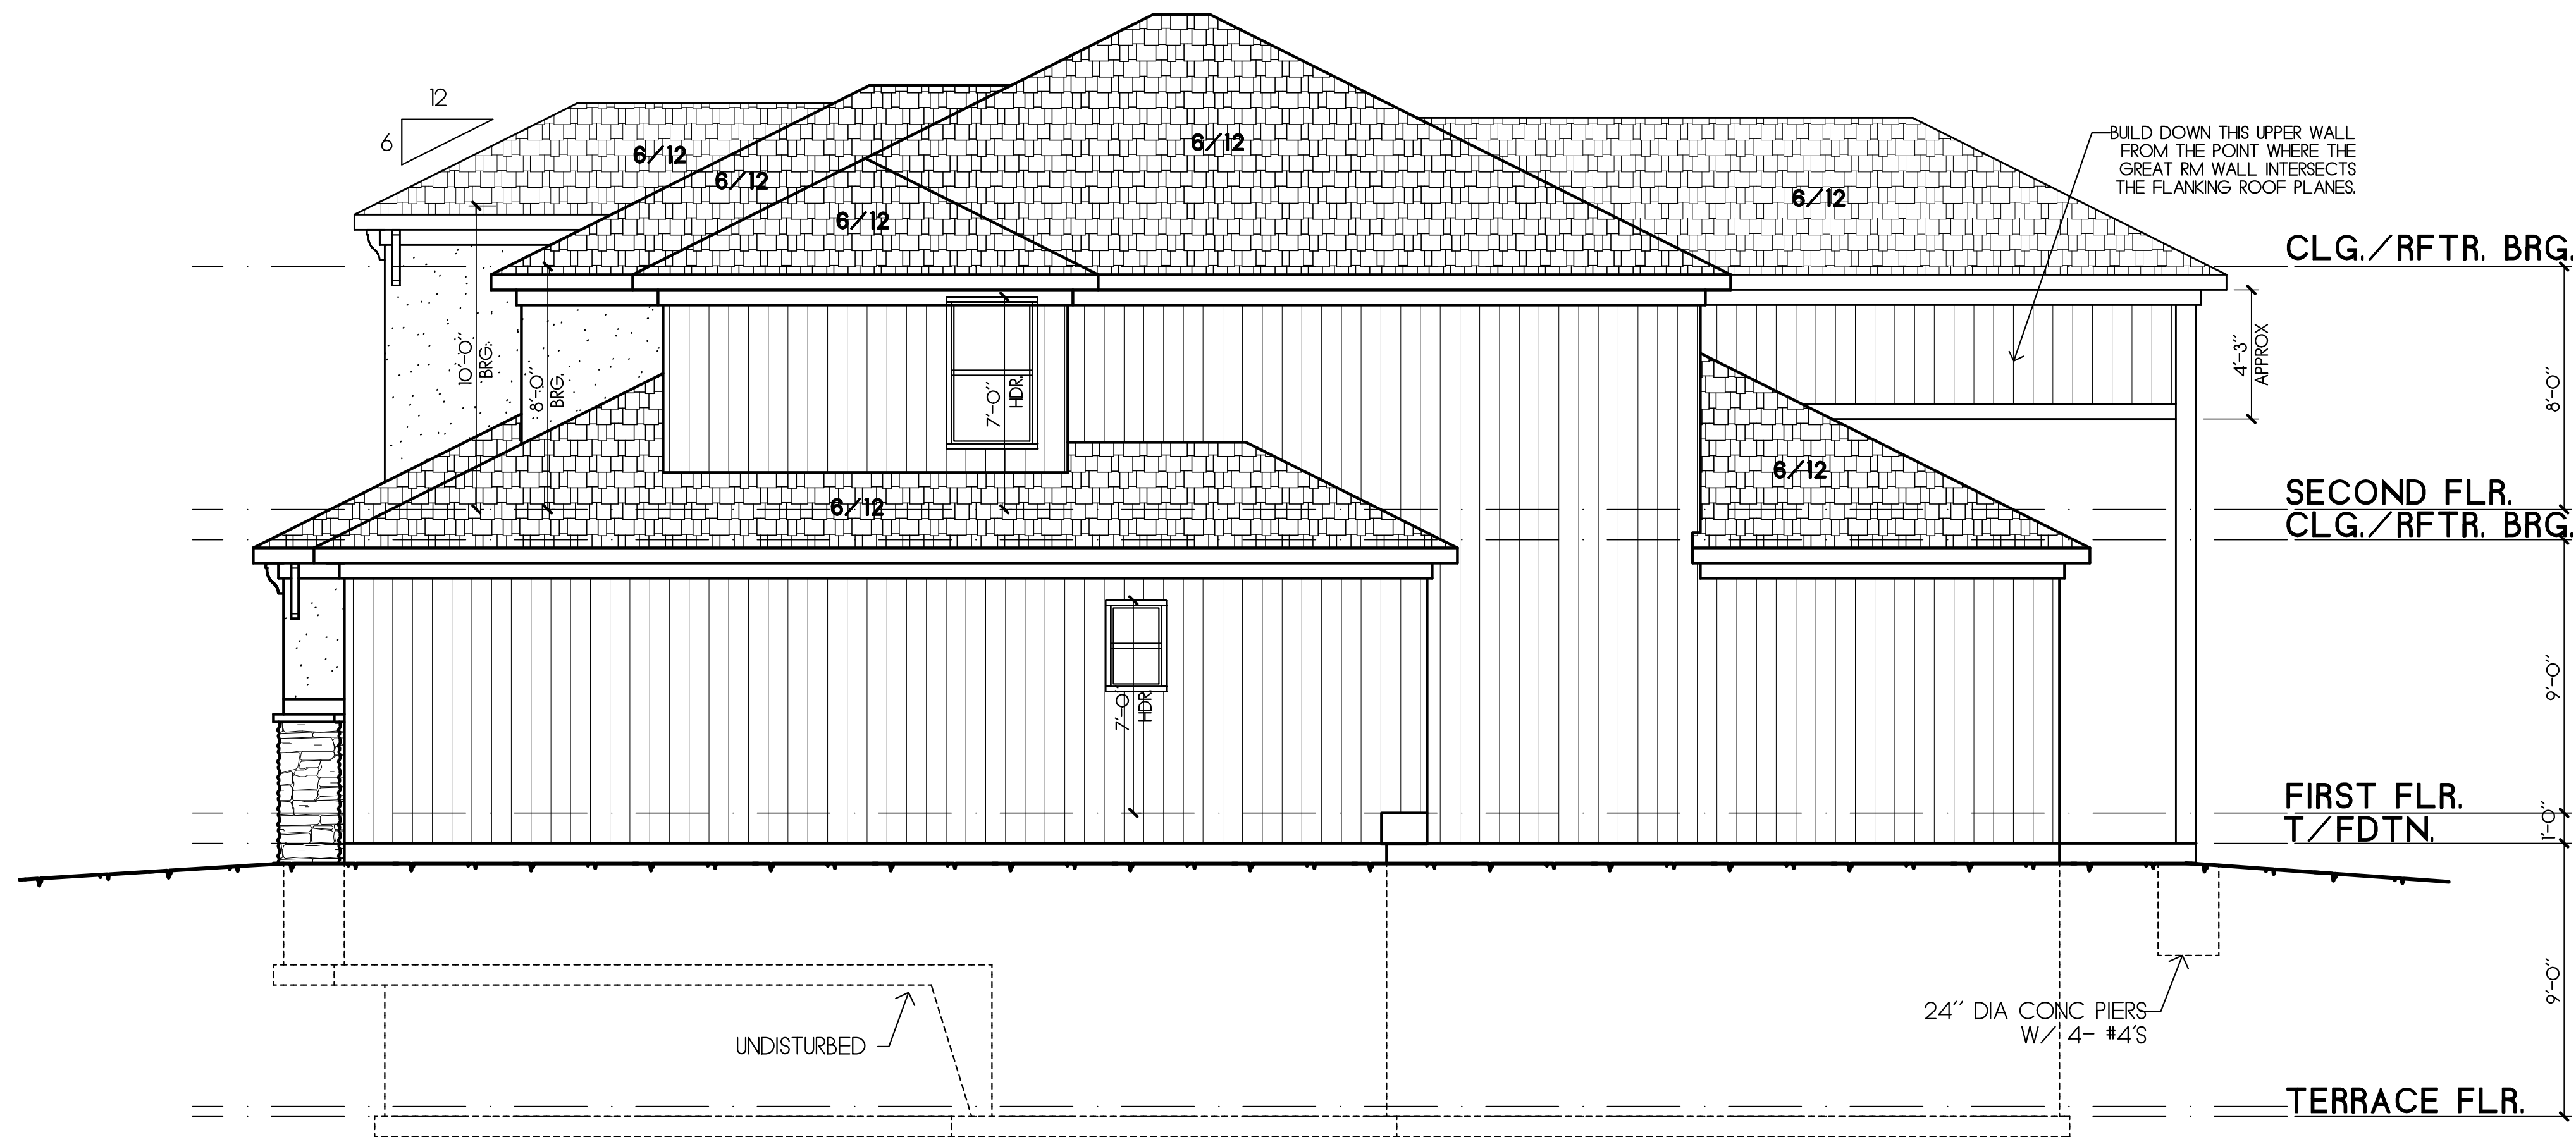 12
6
6/12
6/12
6/12
6/12
6/12
BUILD DOWN THIS UPPER WALL
FROM THE POINT WHERE THE
GREAT RM WALL INTERSECTS
THE FLANKING ROOF PLANES.
CLG./RFTR. BRG.
10'-0"
BRG.
8'-0"
BRG.
7'-0"
HDR.
4'-3"
APPROX
8'-0"
6/12
6/12
SECOND FLR.
CLG./RFTR. BRG.
7'-0"
HDR.
9'-0"
FIRST FLR.
T/FDTN.
1'-0"
9'-0"
UNDISTURBED
24" DIA CONC PIERS
W/ 4- #4'S
TERRACE FLR.